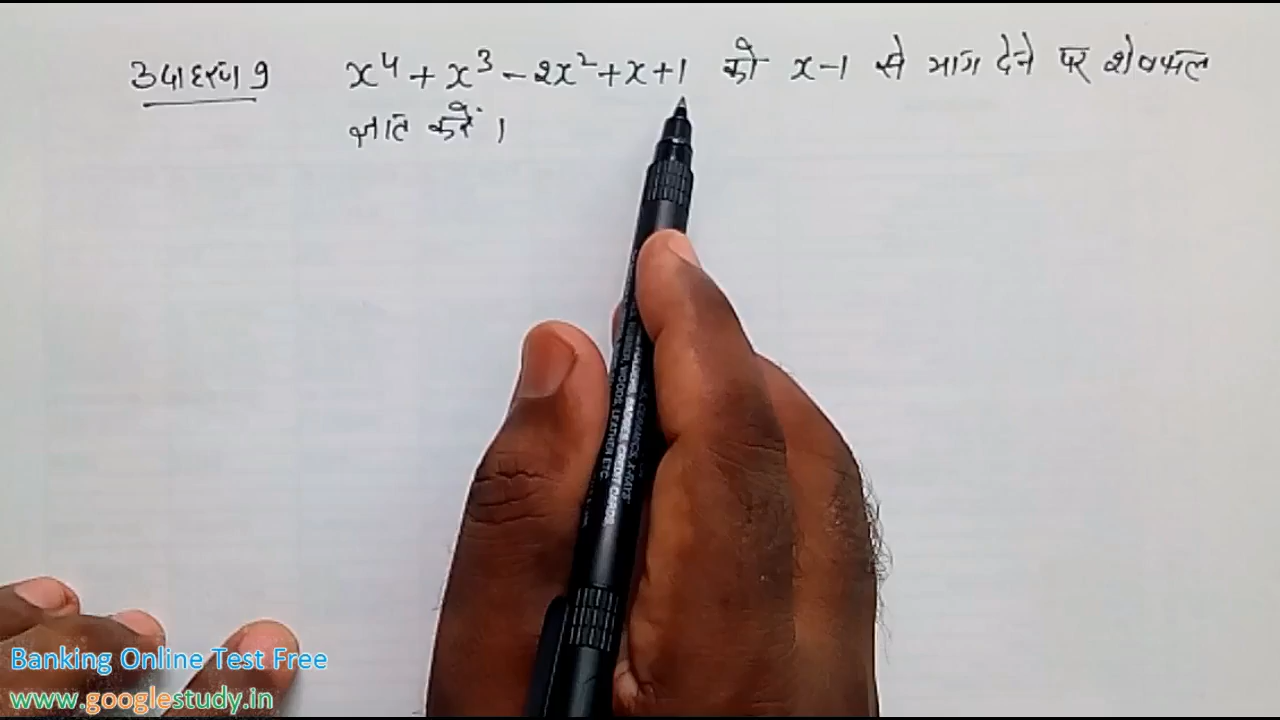 उदाहरण 9 x⁴ + x³ - 2x² + x + 1 को x - 1 से भाग देने पर शेषफल
ज्ञात करें।
Banking Online Test Free
www.googlestudy.in